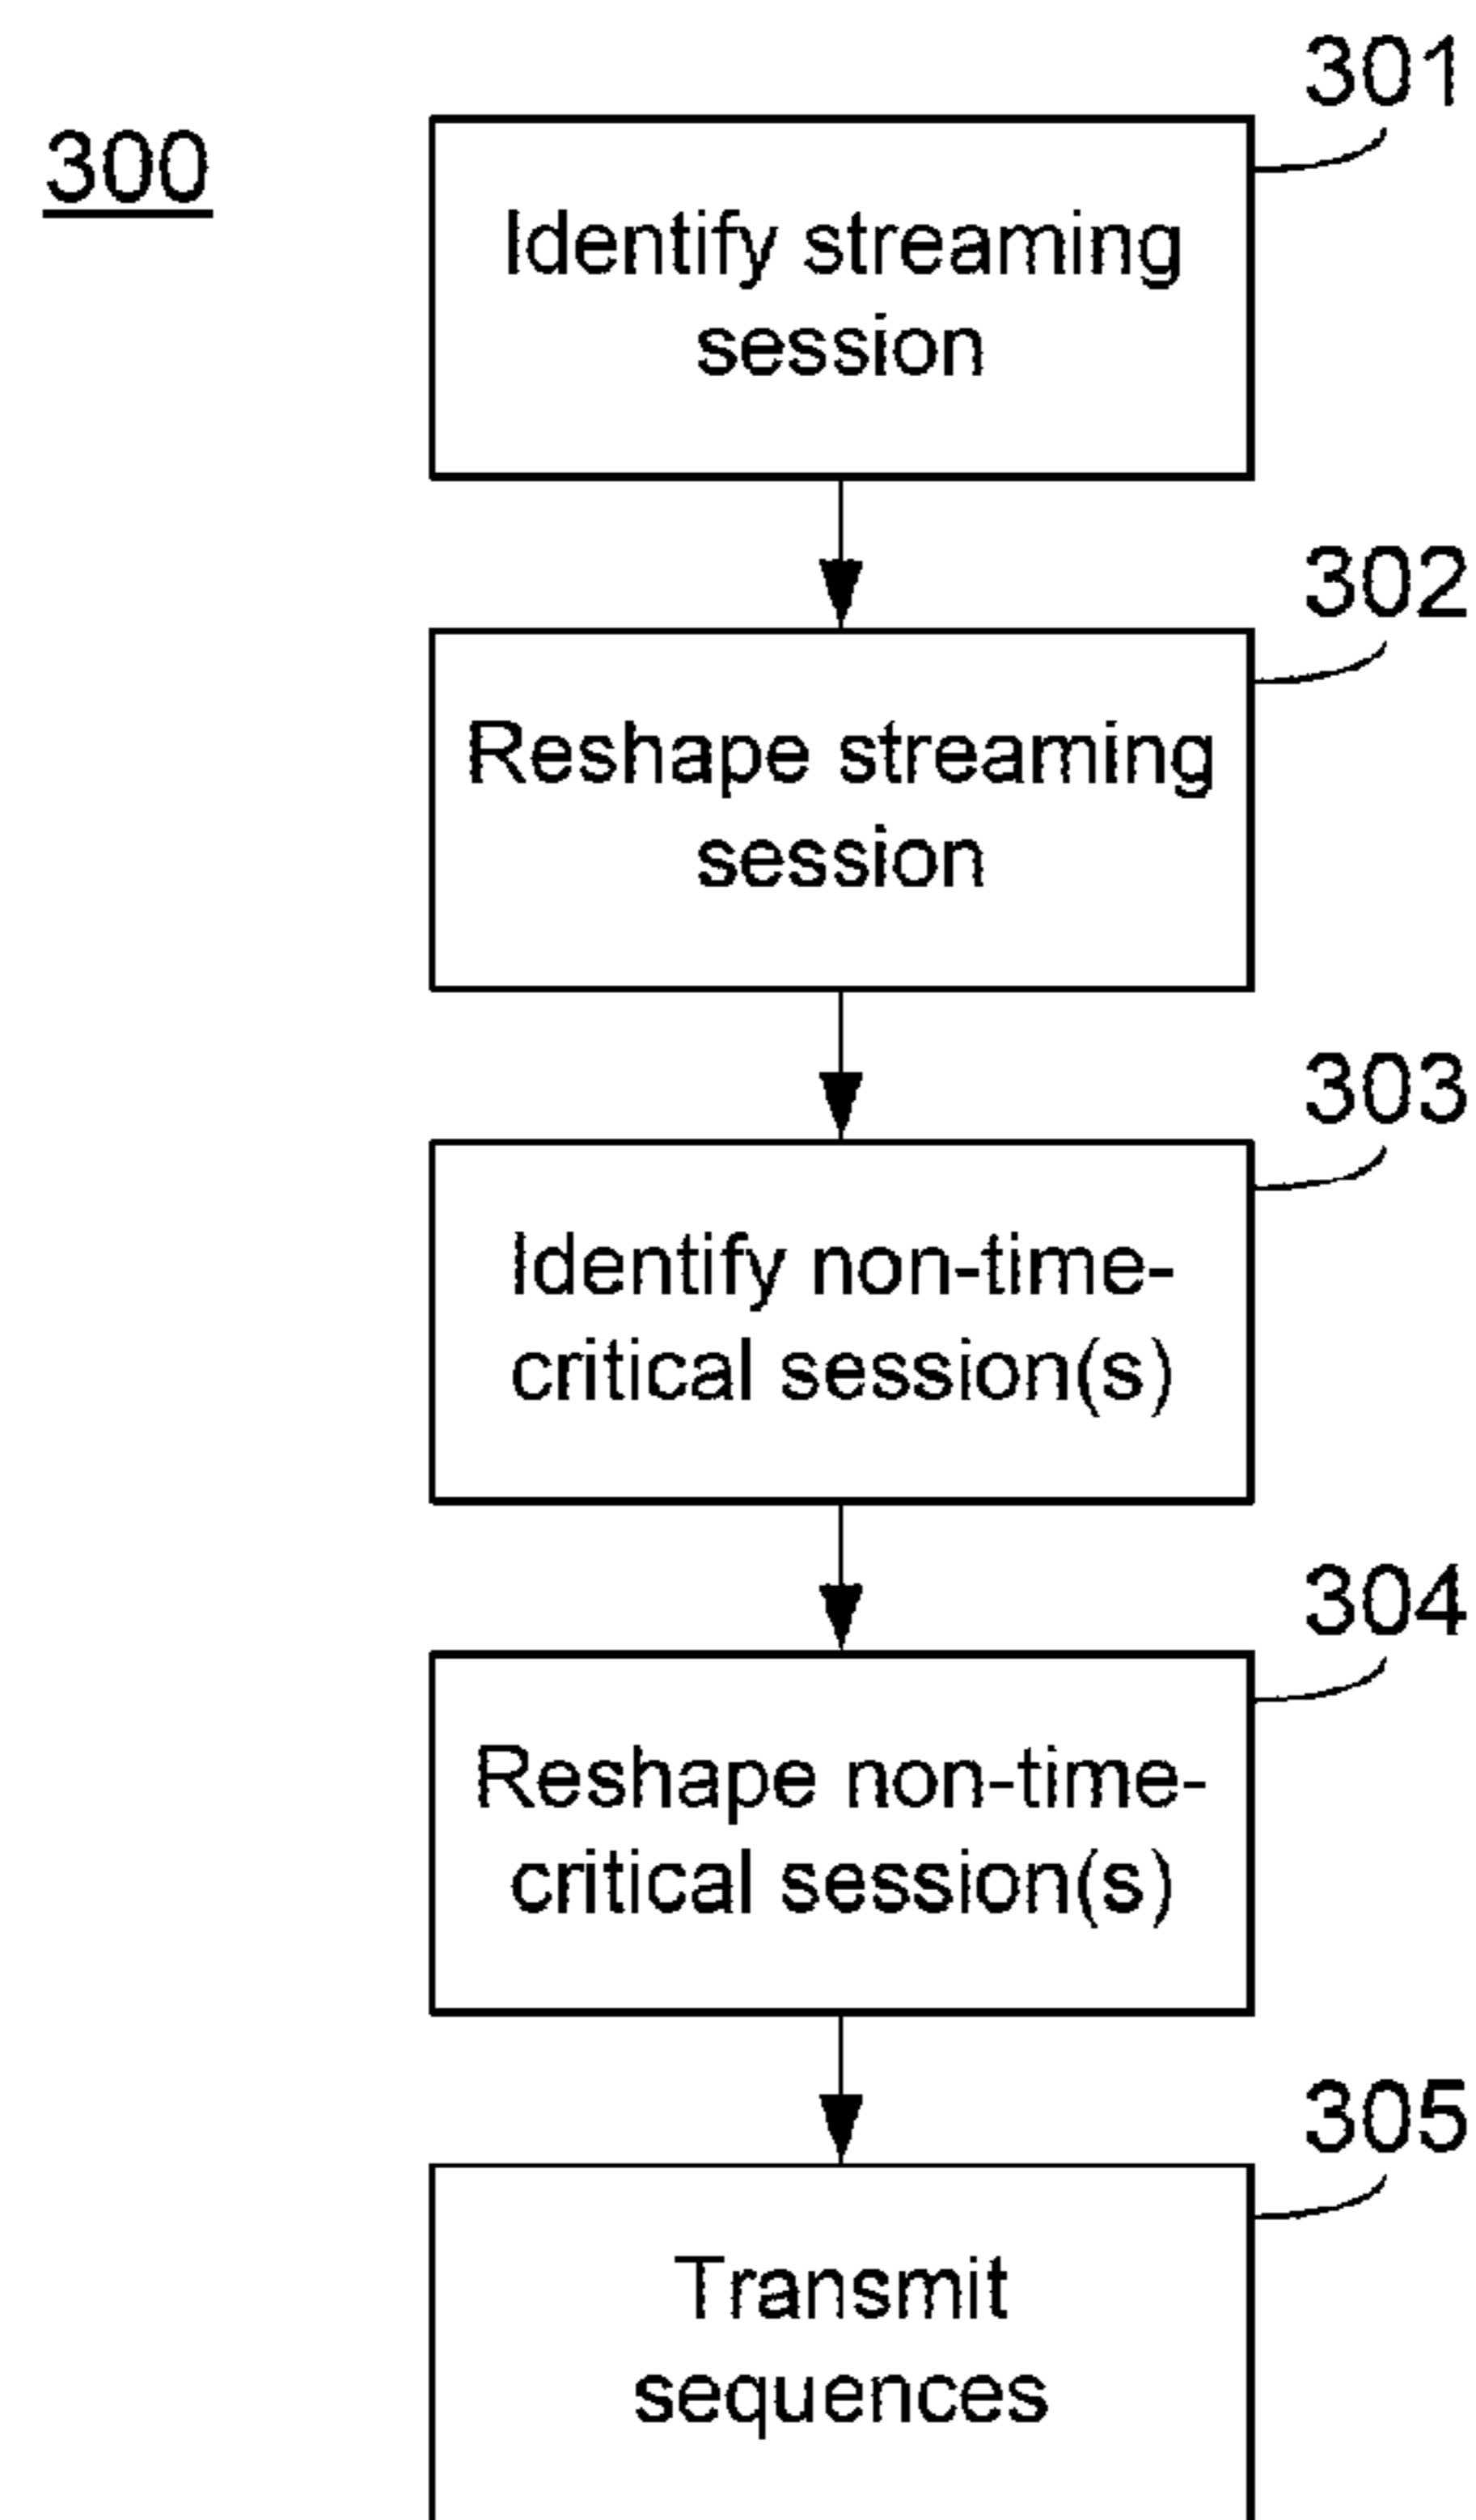 300
301
Identify streaming
session
302
Reshape streaming
session
303
Identify non-time-
critical session(s)
304
Reshape non-time-
critical session(s)
305
Transmit
sequences